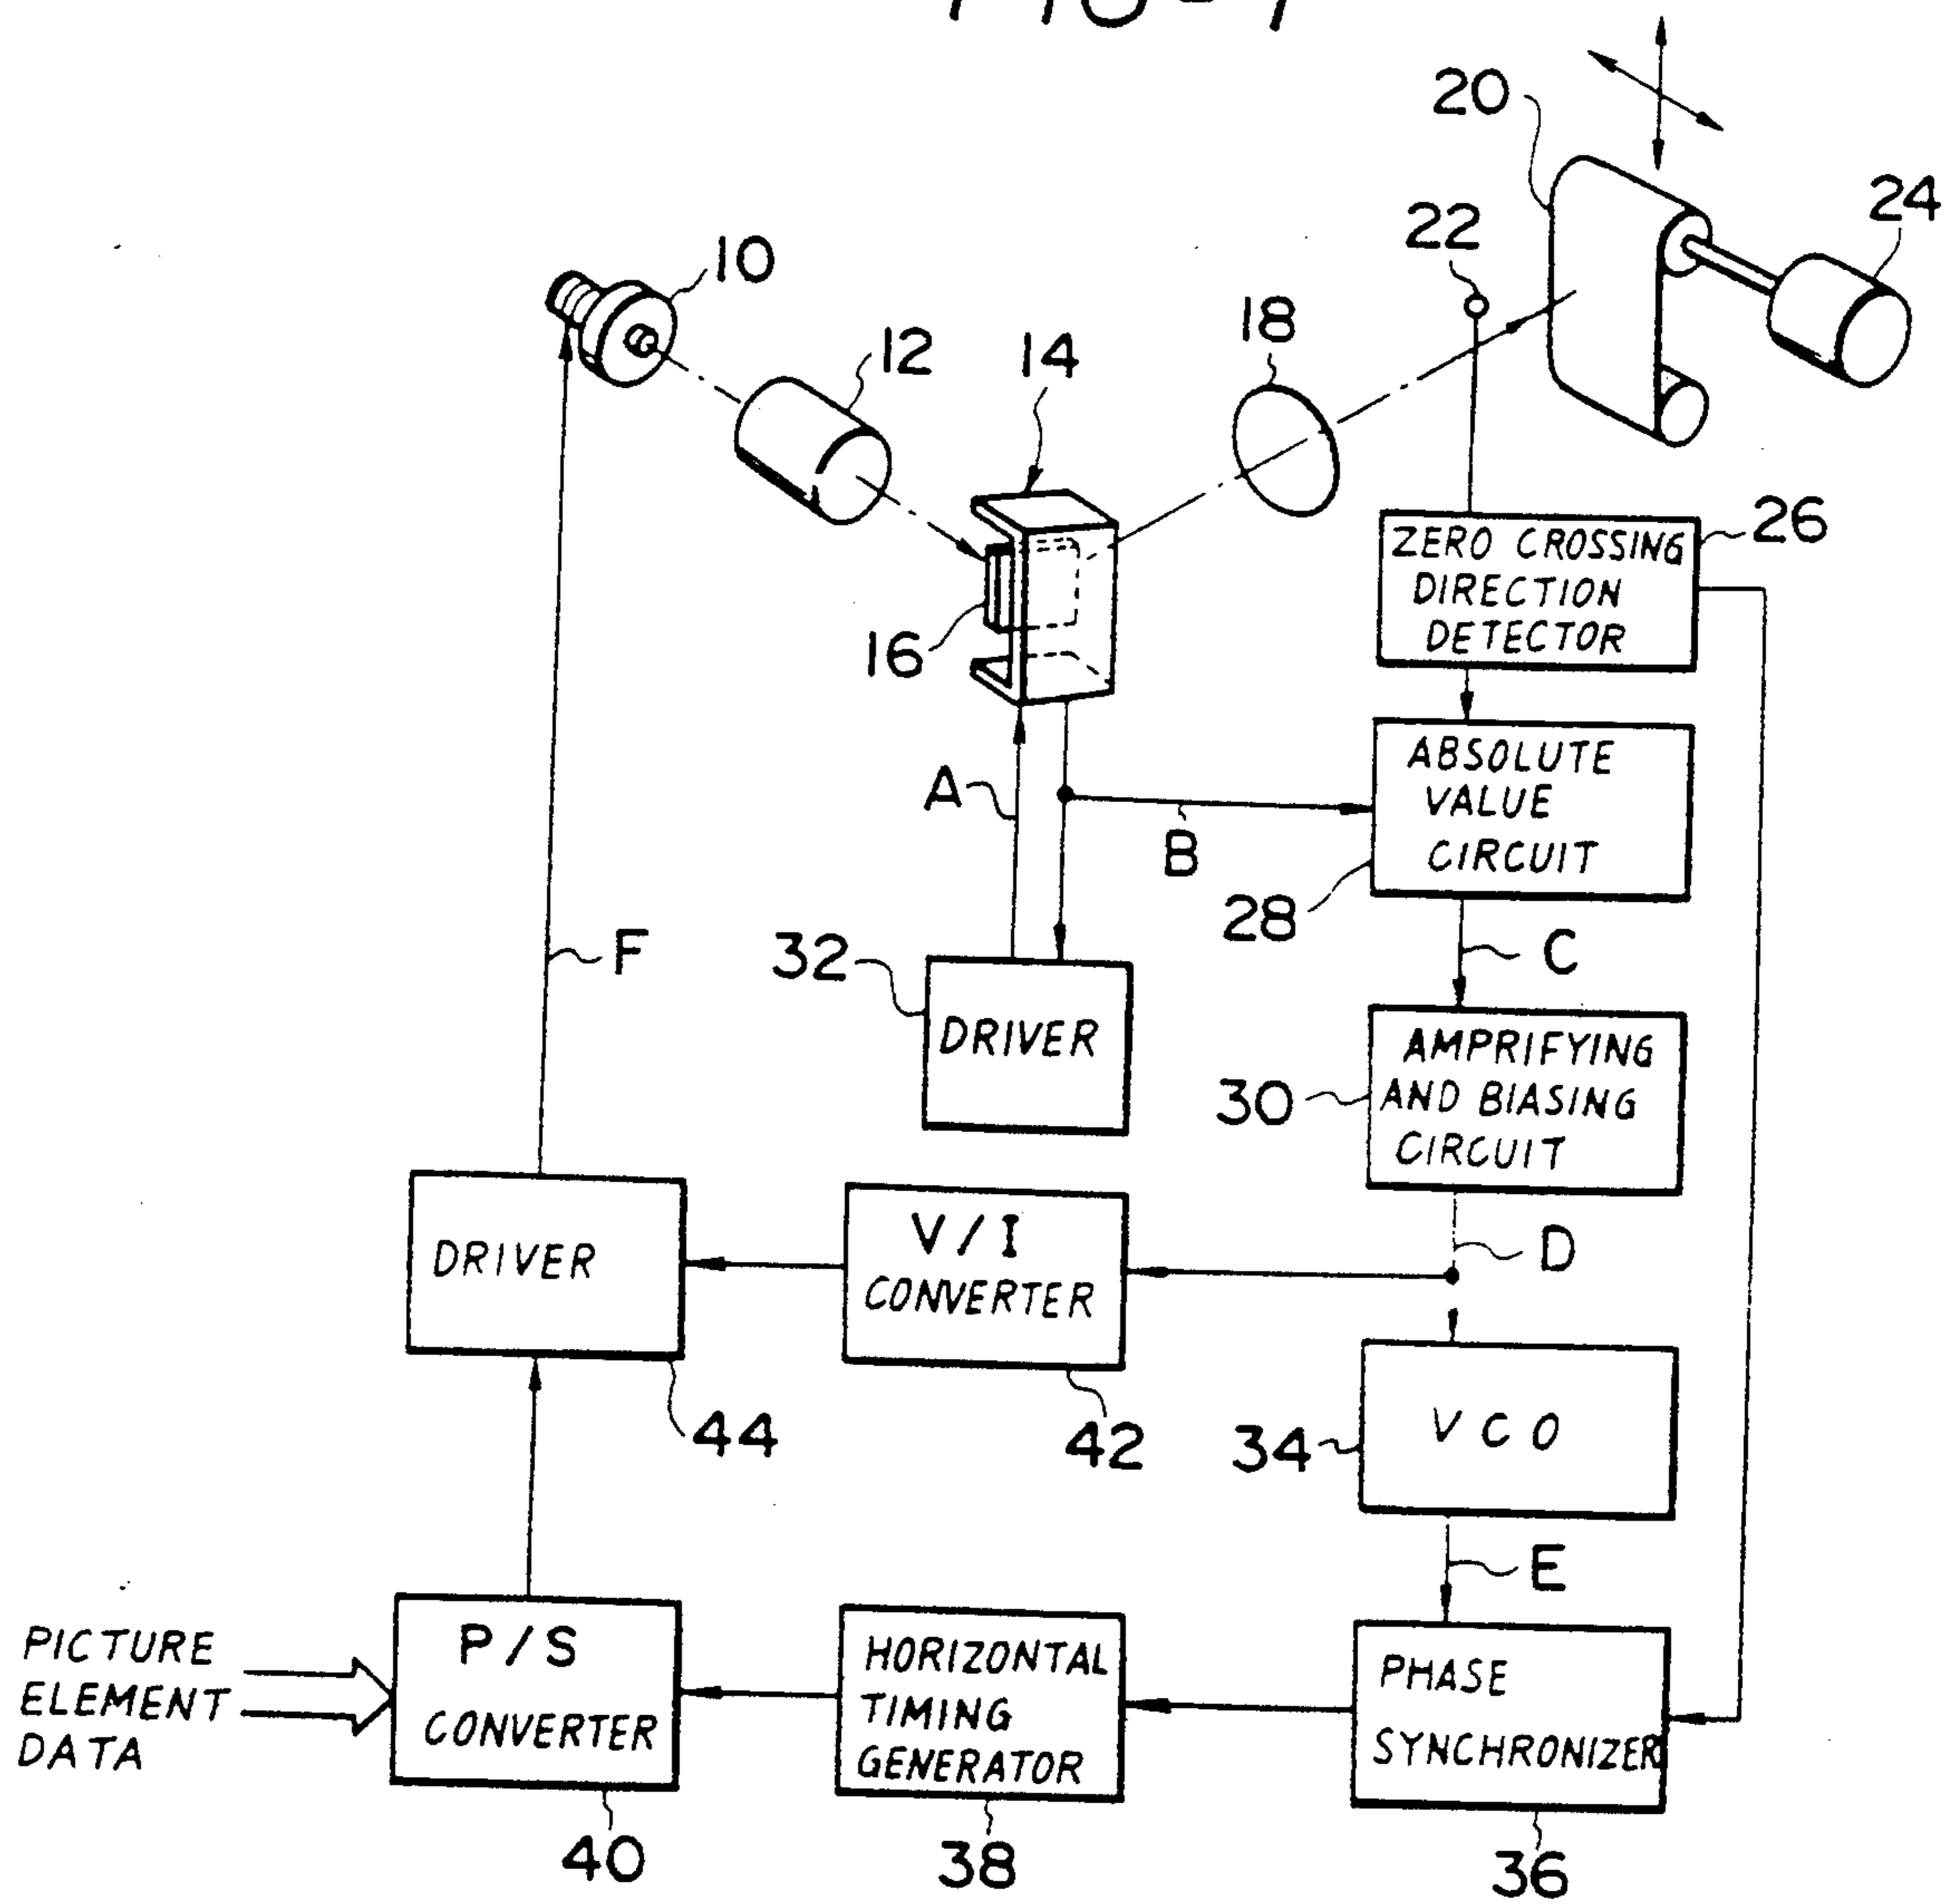 20
24
22
10
18
12
14
ZERO CROSSING
DIRECTION
DETECTOR
26
16
ABSOLUTE
VALUE
CIRCUIT
A
B
28
F
32
C
DRIVER
AMPRIFYING
AND BIASING
CIRCUIT
30
D
DRIVER
V/I
CONVERTER
44
42
34
VCO
E
PICTURE
ELEMENT
DATA
P/S
CONVERTER
HORIZONTAL
TIMING
GENERATOR
PHASE
SYNCHRONIZER
40
38
36